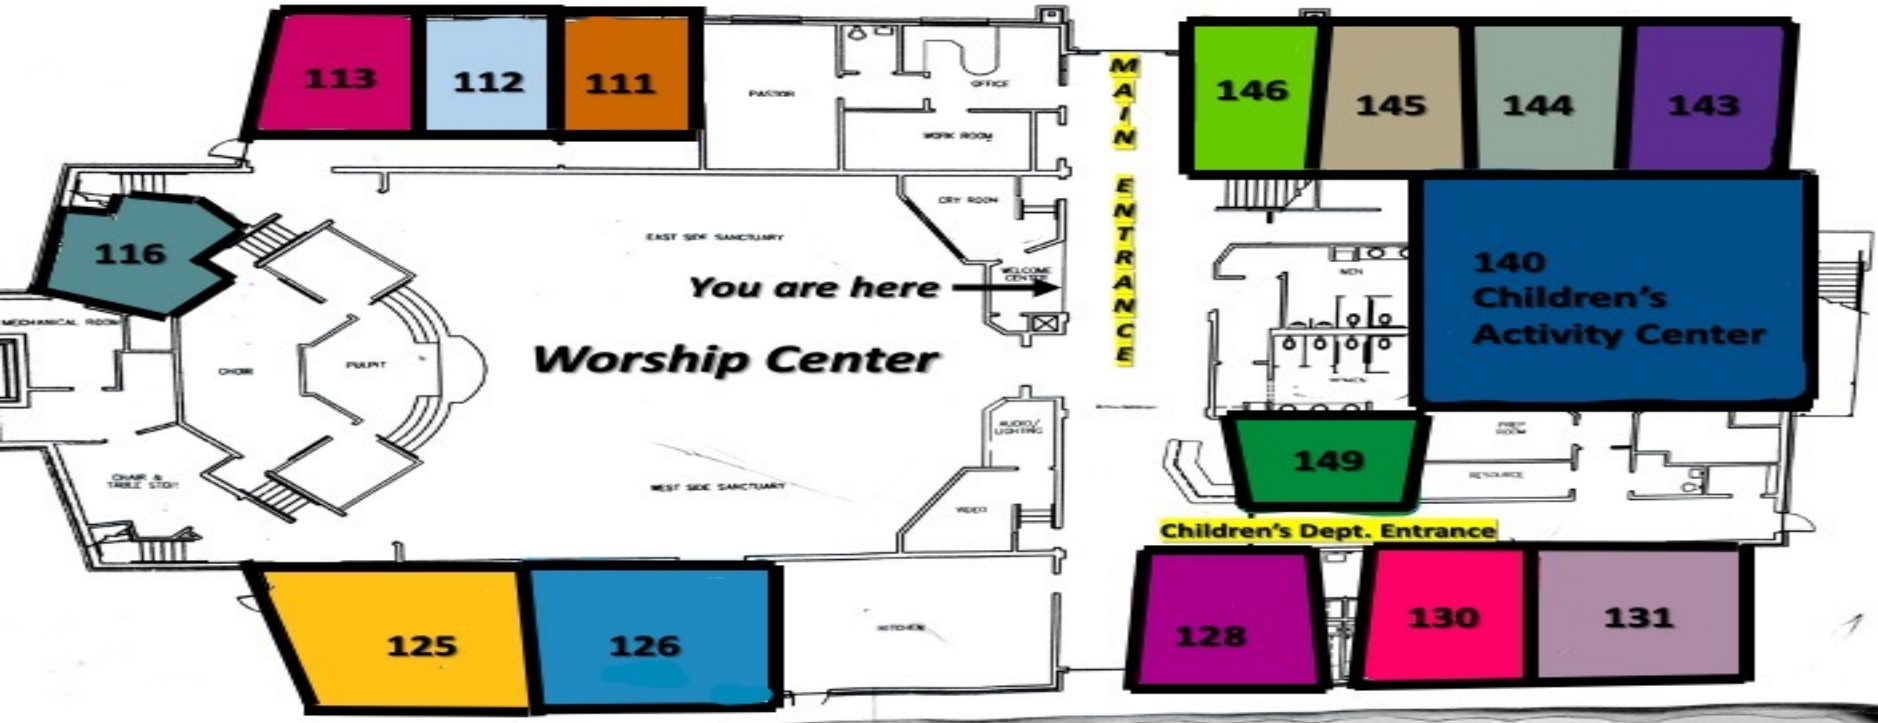 113
112
111
PASTOR
OFFICE
WORK ROOM
MAIN ENTRANCE
146
145
144
143
116
CRY ROOM
EAST SIDE SANCTUARY
WELCOME
CENTER
You are here
MEN
140
Children's
Activity Center
MECHANICAL ROOM
CHOIR
PULPIT
Worship Center
WOMEN
AUDIO/
LIGHTING
149
PREP
ROOM
RESOURCE
CHAIR &
TABLE STOR
WEST SIDE SANCTUARY
VIDEO
Children's Dept. Entrance
125
126
KITCHEN
128
130
131